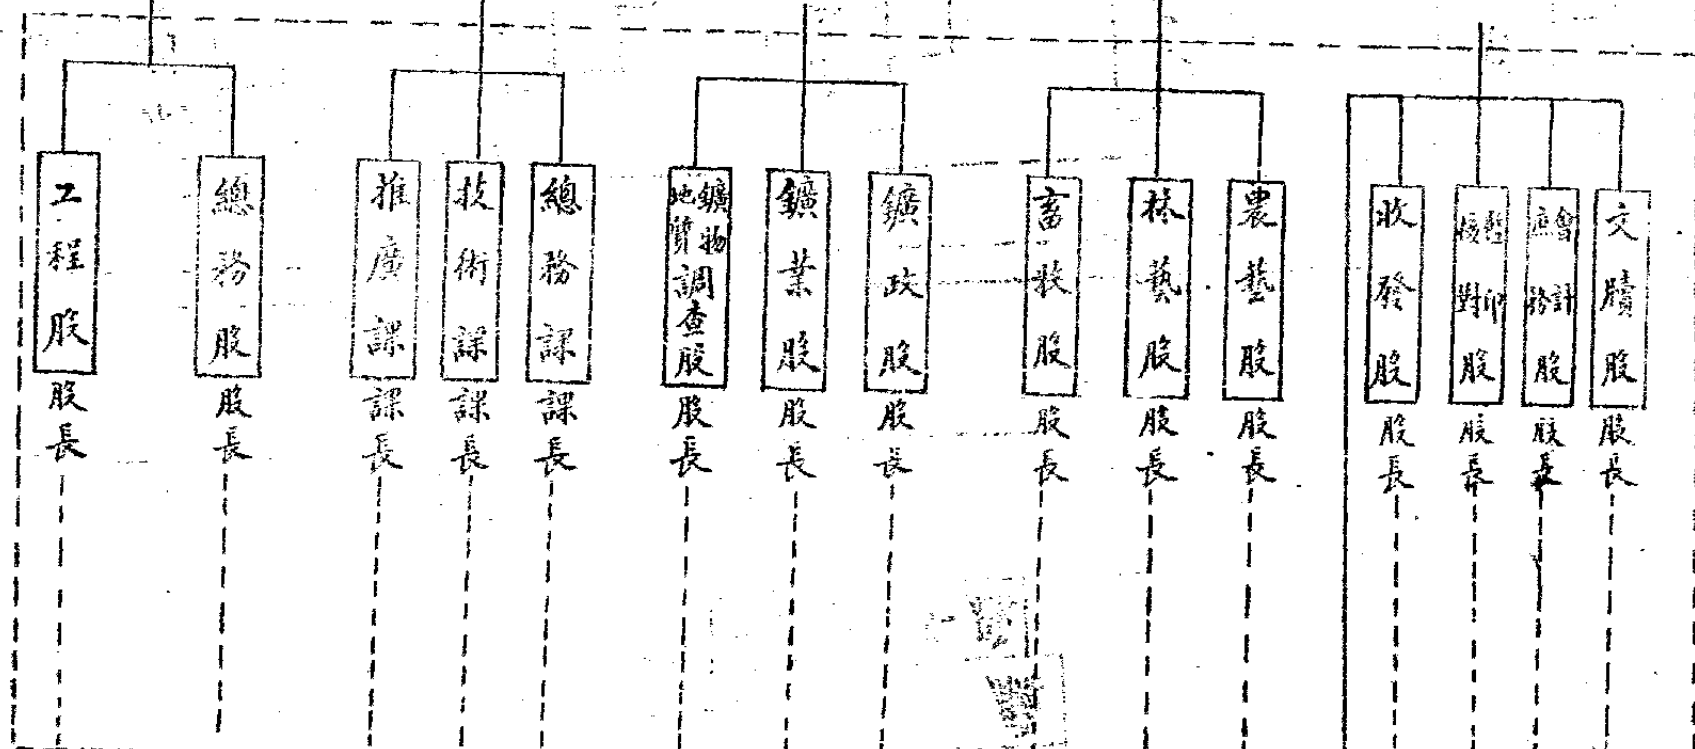 文牘股
股長
會計庶務股
股長
監印校對股
股長
收發股
股長
農藝股
股長
林藝股
股長
畜牧股
股長
鑛政股
股長
鑛業股
股長
鑛物地質調查股
股長
總務課
課長
技術課
課長
推廣課
課長
總務股
股長
工程股
股長